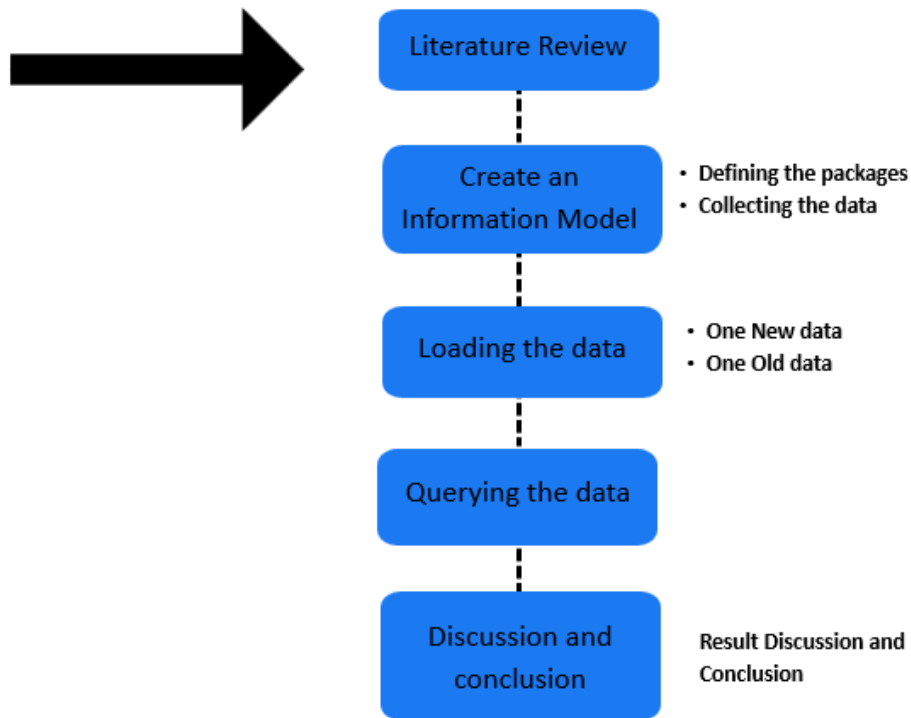 Literature Review
Create an
Information Model
• Defining the packages
• Collecting the data
Loading the data
• One New data
• One Old data
Querying the data
Discussion and
conclusion
Result Discussion and
Conclusion